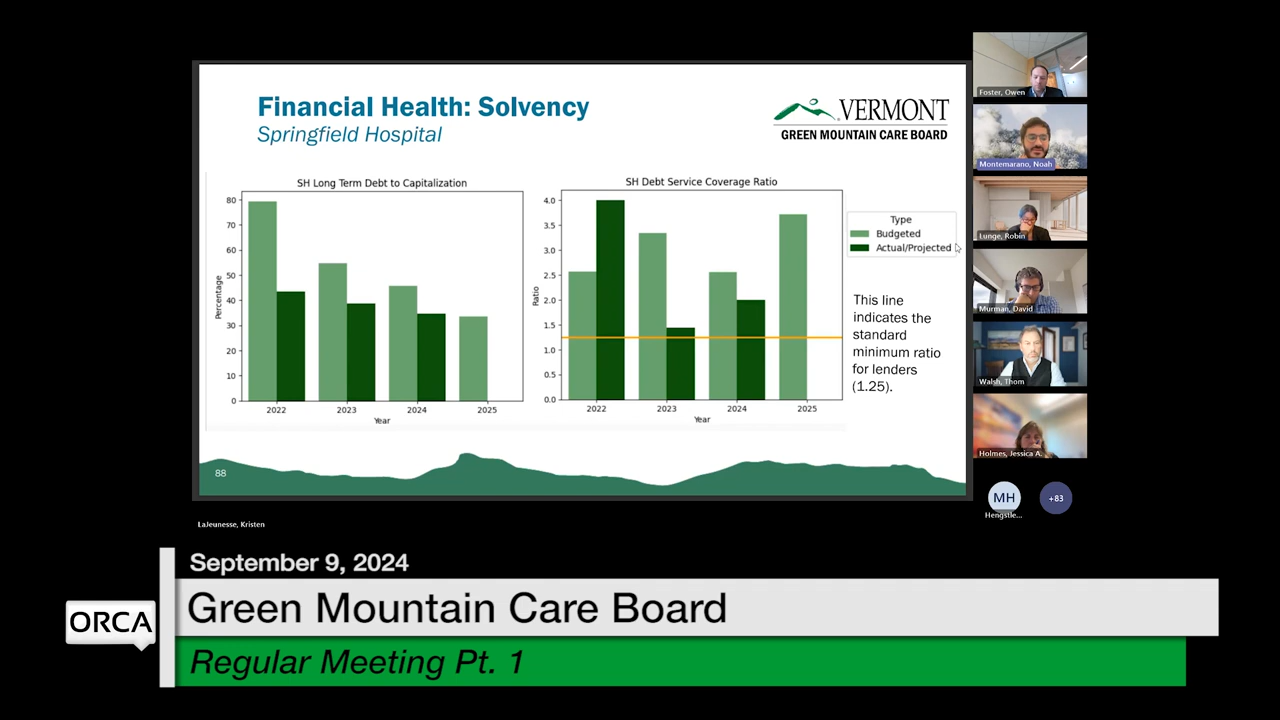 Financial Health: Solvency
Springfield Hospital
VERMONT
GREEN MOUNTAIN CARE BOARD
SH Long Term Debt to Capitalization
Percentage
80
70
60
50
40
30
20
10
0
2022
2023
2024
2025
Year
SH Debt Service Coverage Ratio
Ratio
4.0
3.5
3.0
2.5
2.0
1.5
1.0
0.5
0.0
2022
2023
2024
2025
Year
Type
Budgeted
Actual/Projected
This line
indicates the
standard
minimum ratio
for lenders
(1.25).
88
Foster, Owen
Montemarano, Noah
Lunge, Robin
Murman, David
Walsh, Thom
Holmes, Jessica A.
MH
Hengstle...
+83
LaJeunesse, Kristen
September 9, 2024
ORCA
Green Mountain Care Board
Regular Meeting Pt. 1